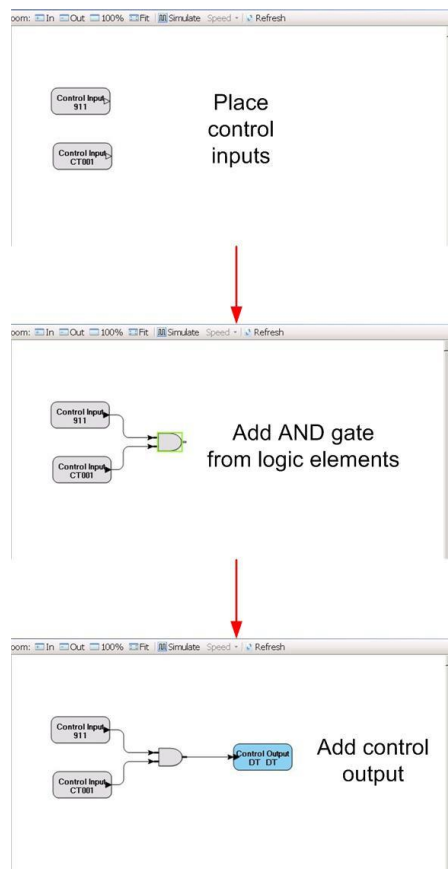 oom: In Out 100% Fit Simulate Speed Refresh
Control Input
911
Control Input
CT001
Place
control
inputs
oom: In Out 100% Fit Simulate Speed Refresh
Control Input
911
Control Input
CT001
Add AND gate
from logic elements
oom: In Out 100% Fit Simulate Speed Refresh
Control Input
911
Control Input
CT001
Control Output
DT DT
Add control
output